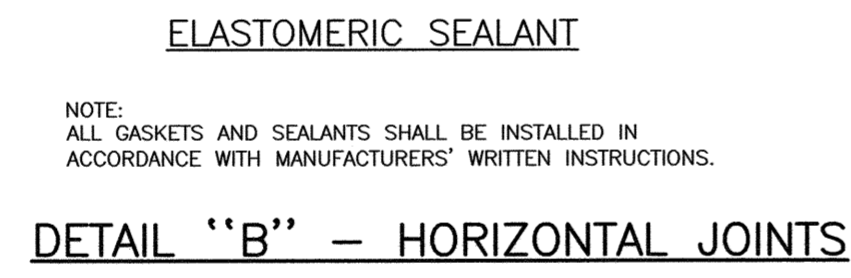 ELASTOMERIC SEALANT
NOTE:
ALL GASKETS AND SEALANTS SHALL BE INSTALLED IN
ACCORDANCE WITH MANUFACTURERS' WRITTEN INSTRUCTIONS.
DETAIL "B" – HORIZONTAL JOINTS